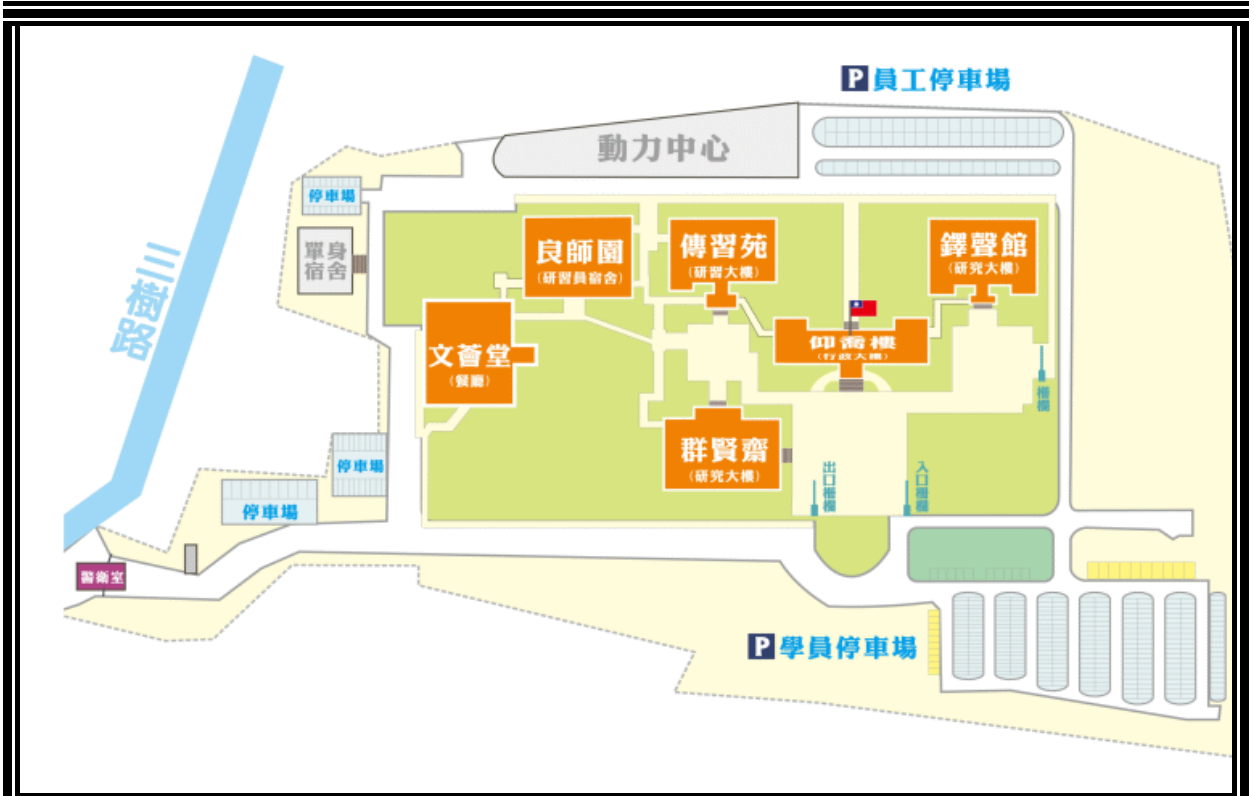 P 員工停車場
動力中心
停車場
單身
宿舍
三樹路
良師園
(研習員宿舍)
傳習苑
(研習大樓)
鐸聲館
(研究大樓)
仰喬樓
(行政大樓)
文薈堂
(餐廳)
柵欄
群賢齋
(研究大樓)
停車場
停車場
出口柵欄
入口柵欄
警衛室
P 學員停車場